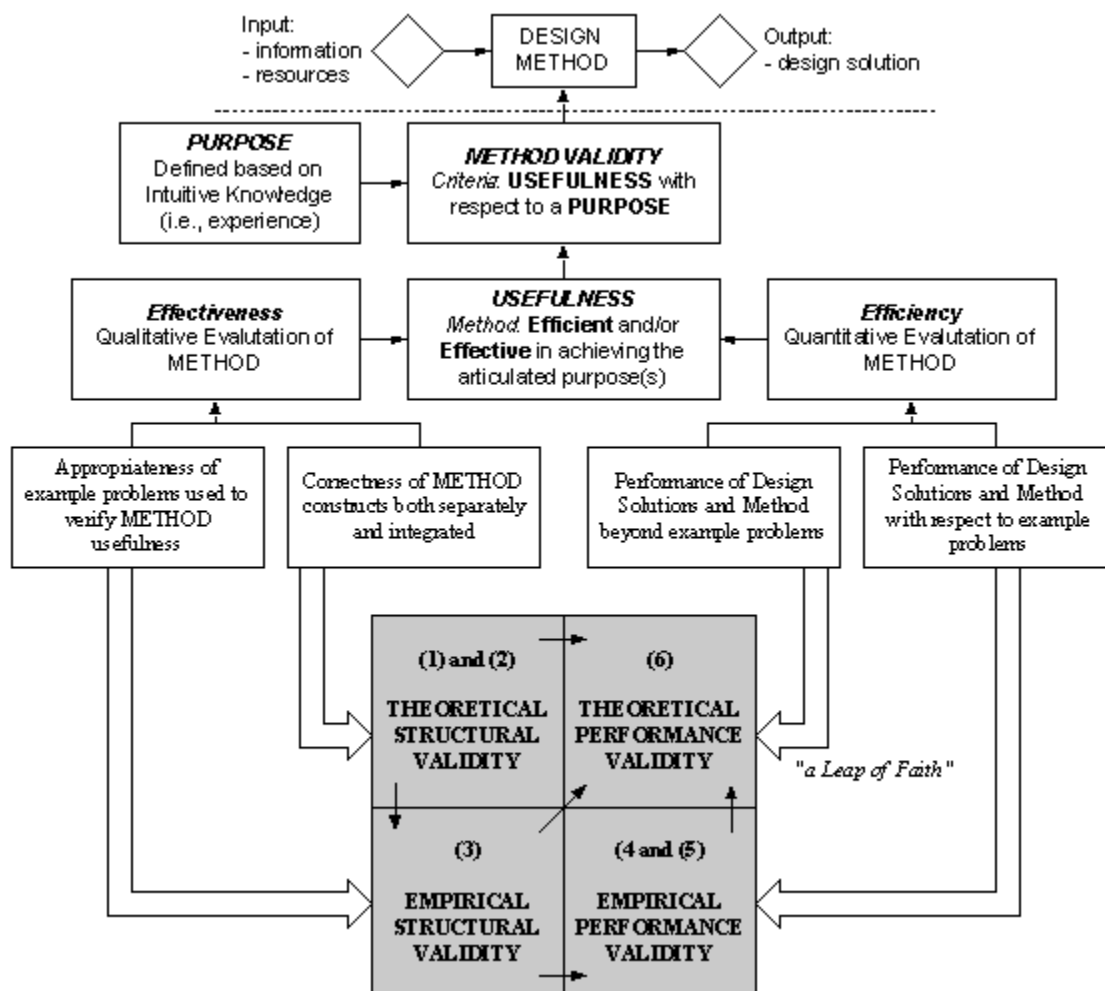 Input:
- information
- resources
DESIGN
METHOD
Output:
- design solution
PURPOSE
Defined based on
Intuitive Knowledge
(i.e., experience)
METHOD VALIDITY
Criteria: USEFULNESS with
respect to a PURPOSE
Effectiveness
Qualitative Evalutation of
METHOD
USEFULNESS
Method: Efficient and/or
Effective in achieving the
articulated purpose(s)
Efficiency
Quantitative Evalutation of
METHOD
Appropriateness of
example problems used to
verify METHOD
usefulness
Correctness of METHOD
constructs both separately
and integrated
Performance of Design
Solutions and Method
beyond example problems
Performance of Design
Solutions and Method
with respect to example
problems
(1) and (2)
THEORETICAL
STRUCTURAL
VALIDITY
(6)
THEORETICAL
PERFORMANCE
VALIDITY
"a Leap of Faith"
(3)
EMPIRICAL
STRUCTURAL
VALIDITY
(4 and (5)
EMPIRICAL
PERFORMANCE
VALIDITY